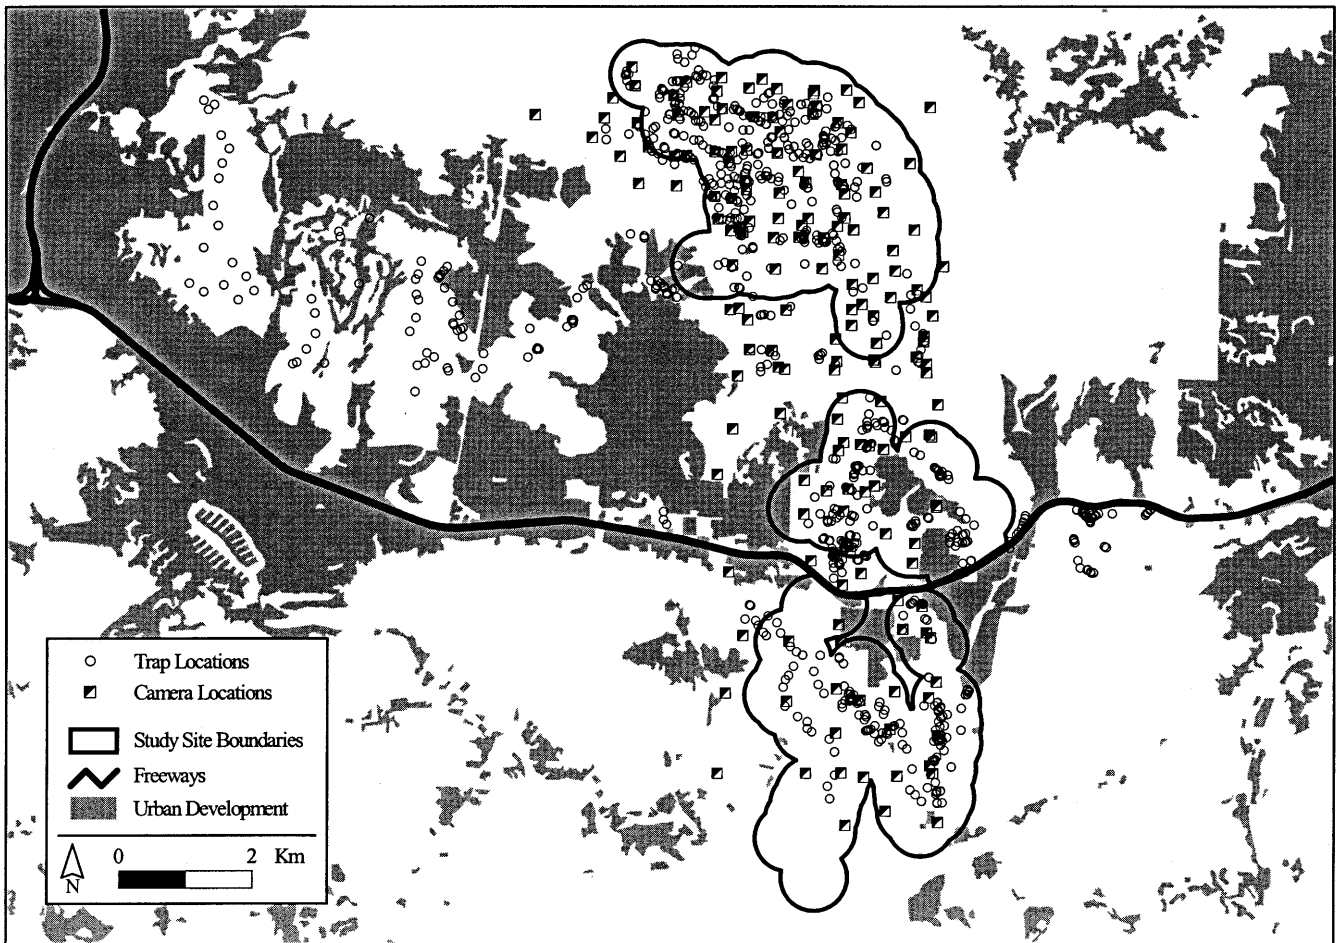 Trap Locations
Camera Locations
Study Site Boundaries
Freeways
Urban Development
0 2 Km
N